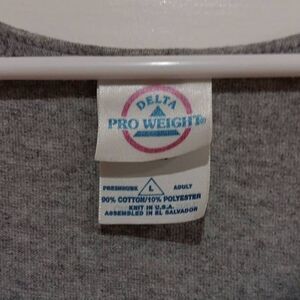 DELTA
PRO WEIGHT®
PRESHRUNK L ADULT
90% COTTON/10% POLYESTER
KNIT IN U.S.A.
ASSEMBLED IN EL SALVADOR